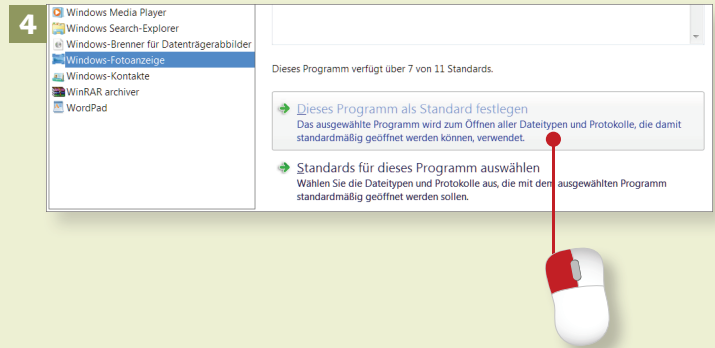 4
Windows Media Player
Windows Search-Explorer
Windows-Brenner für Datenträgerabbilder
Windows-Fotoanzeige
Windows-Kontakte
WinRAR archiver
WordPad
Dieses Programm verfügt über 7 von 11 Standards.
Dieses Programm als Standard festlegen
Das ausgewählte Programm wird zum Öffnen aller Dateitypen und Protokolle, die damit
standardmäßig geöffnet werden können, verwendet.
Standards für dieses Programm auswählen
Wählen Sie die Dateitypen und Protokolle aus, die mit dem ausgewählten Programm
standardmäßig geöffnet werden sollen.